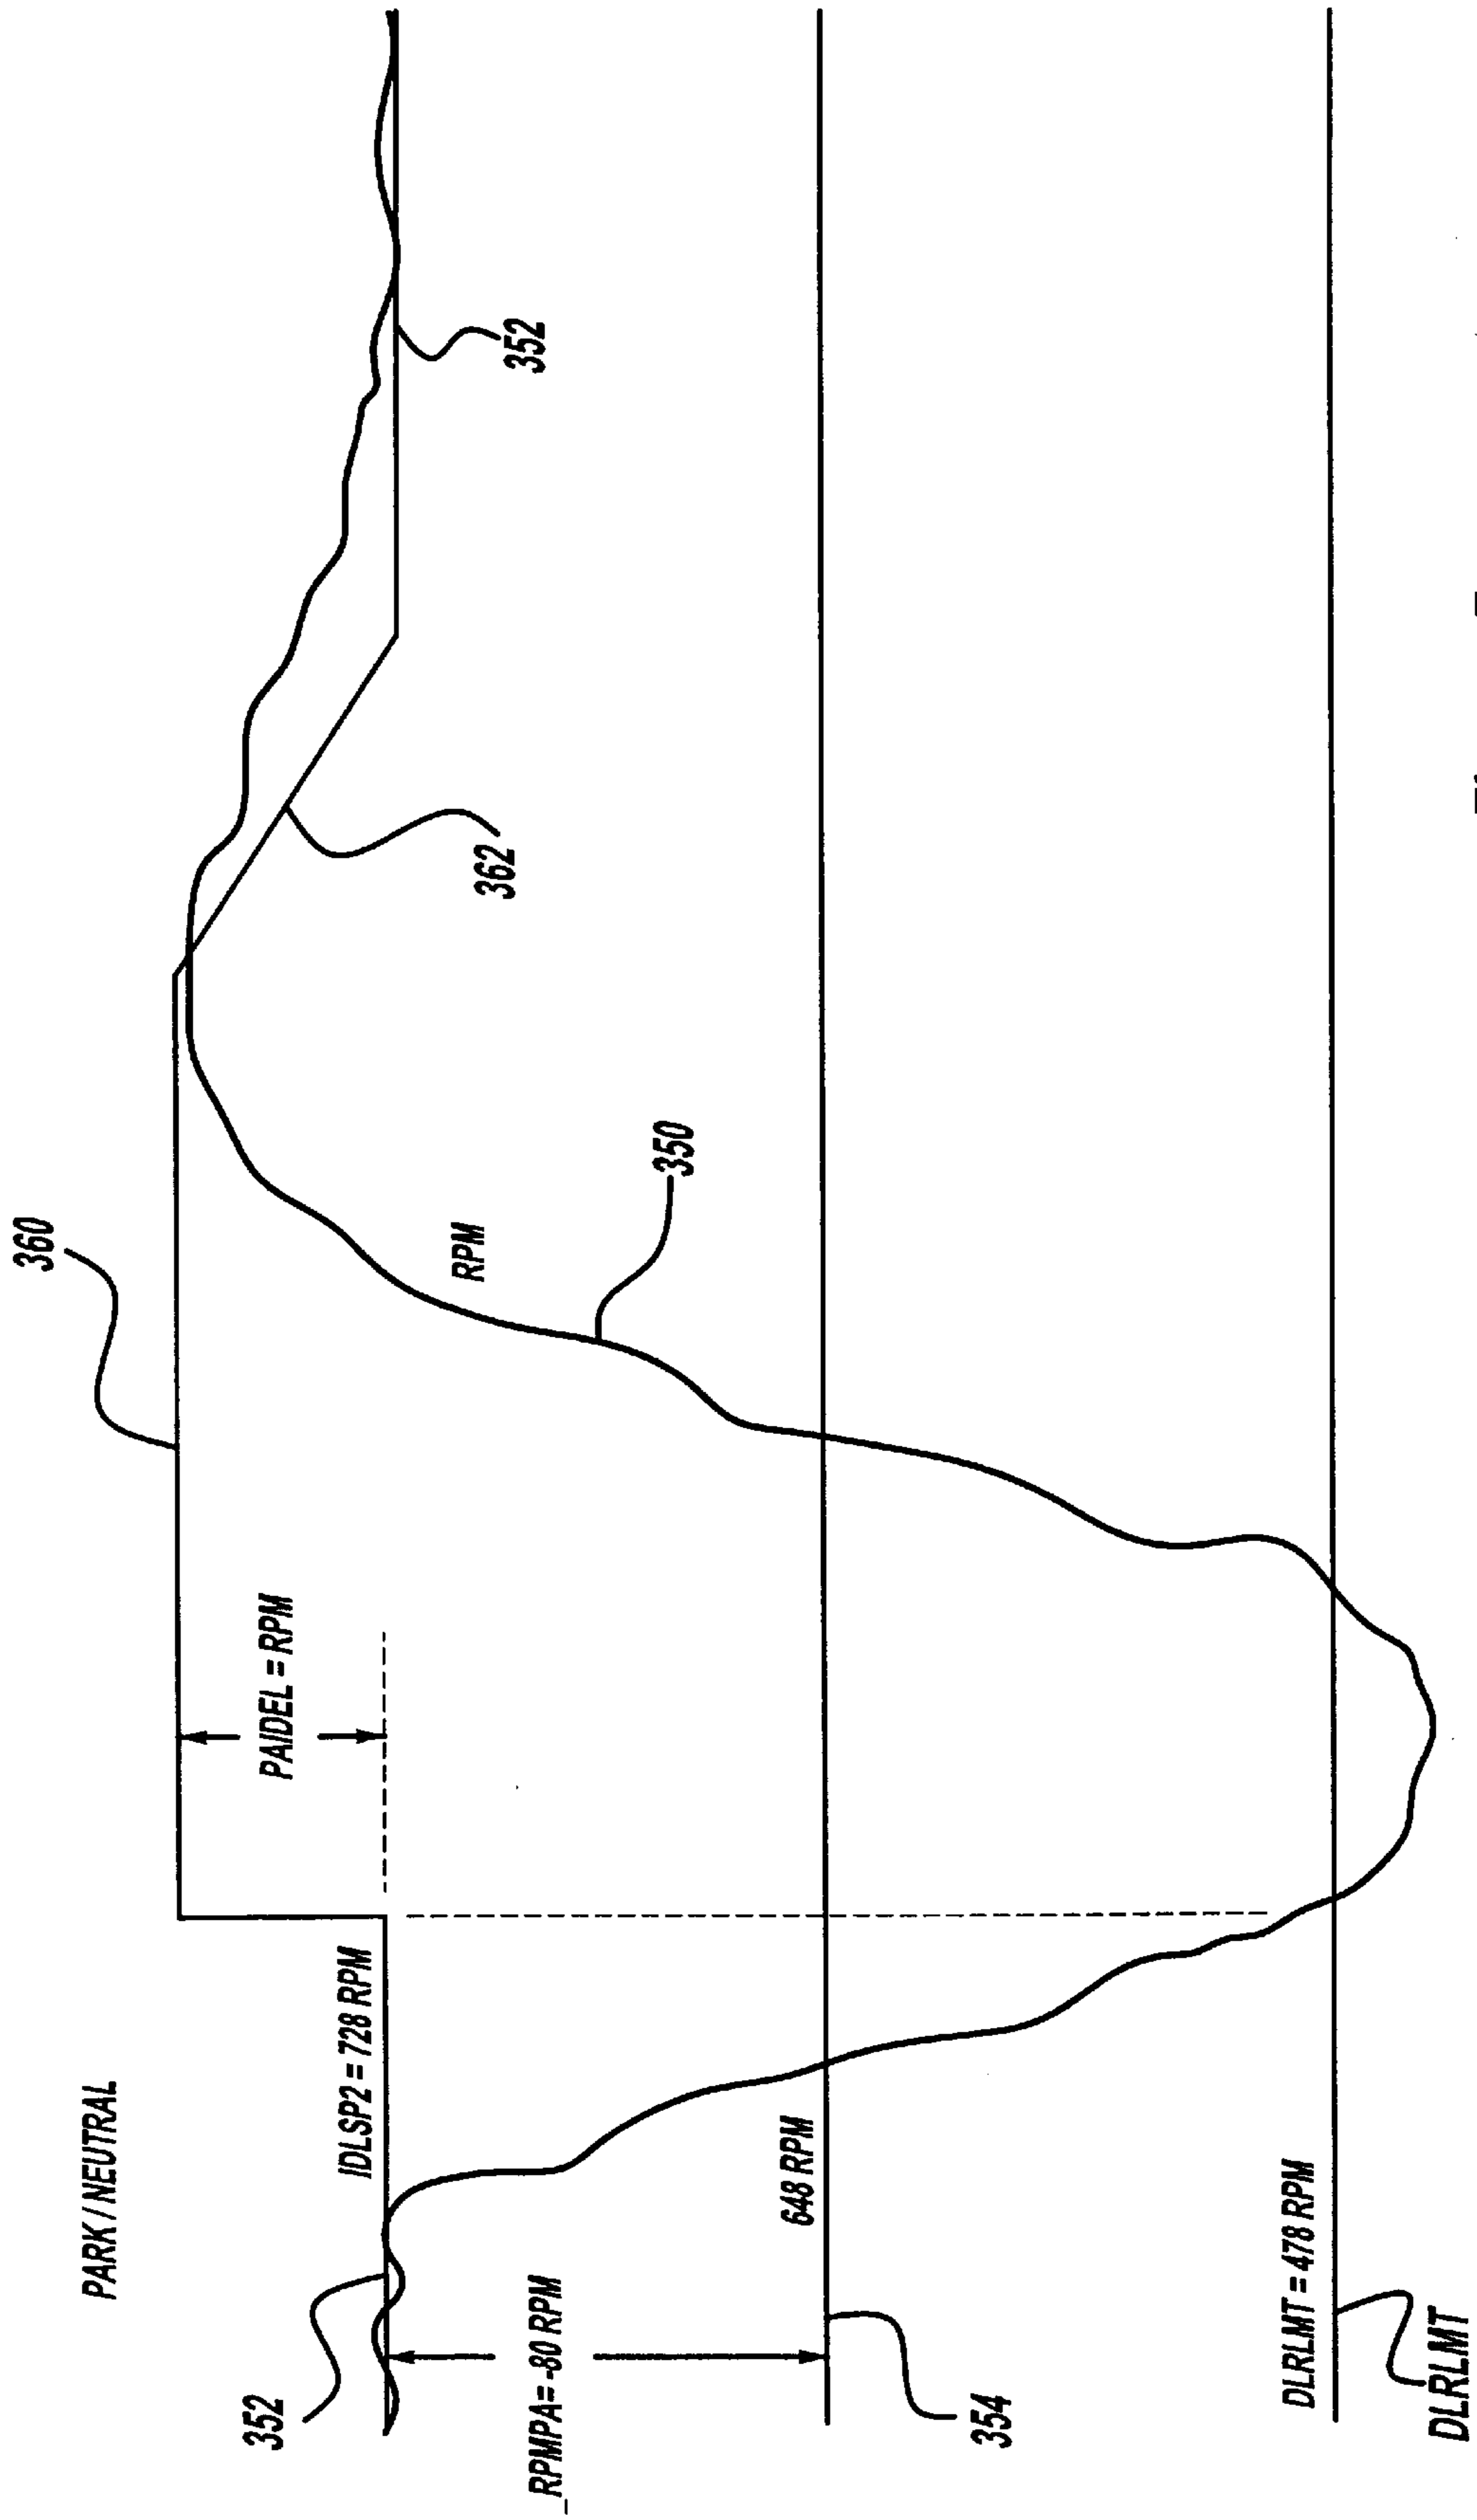 PARK/NEUTRAL
360
352
IDLSP2 = 728 RPM
PAIDEL = RPM
RPM
350
362
352
RPMPA = -80 RPM
648 RPM
354
DLRLMT = 478 RPM
DLRLMT